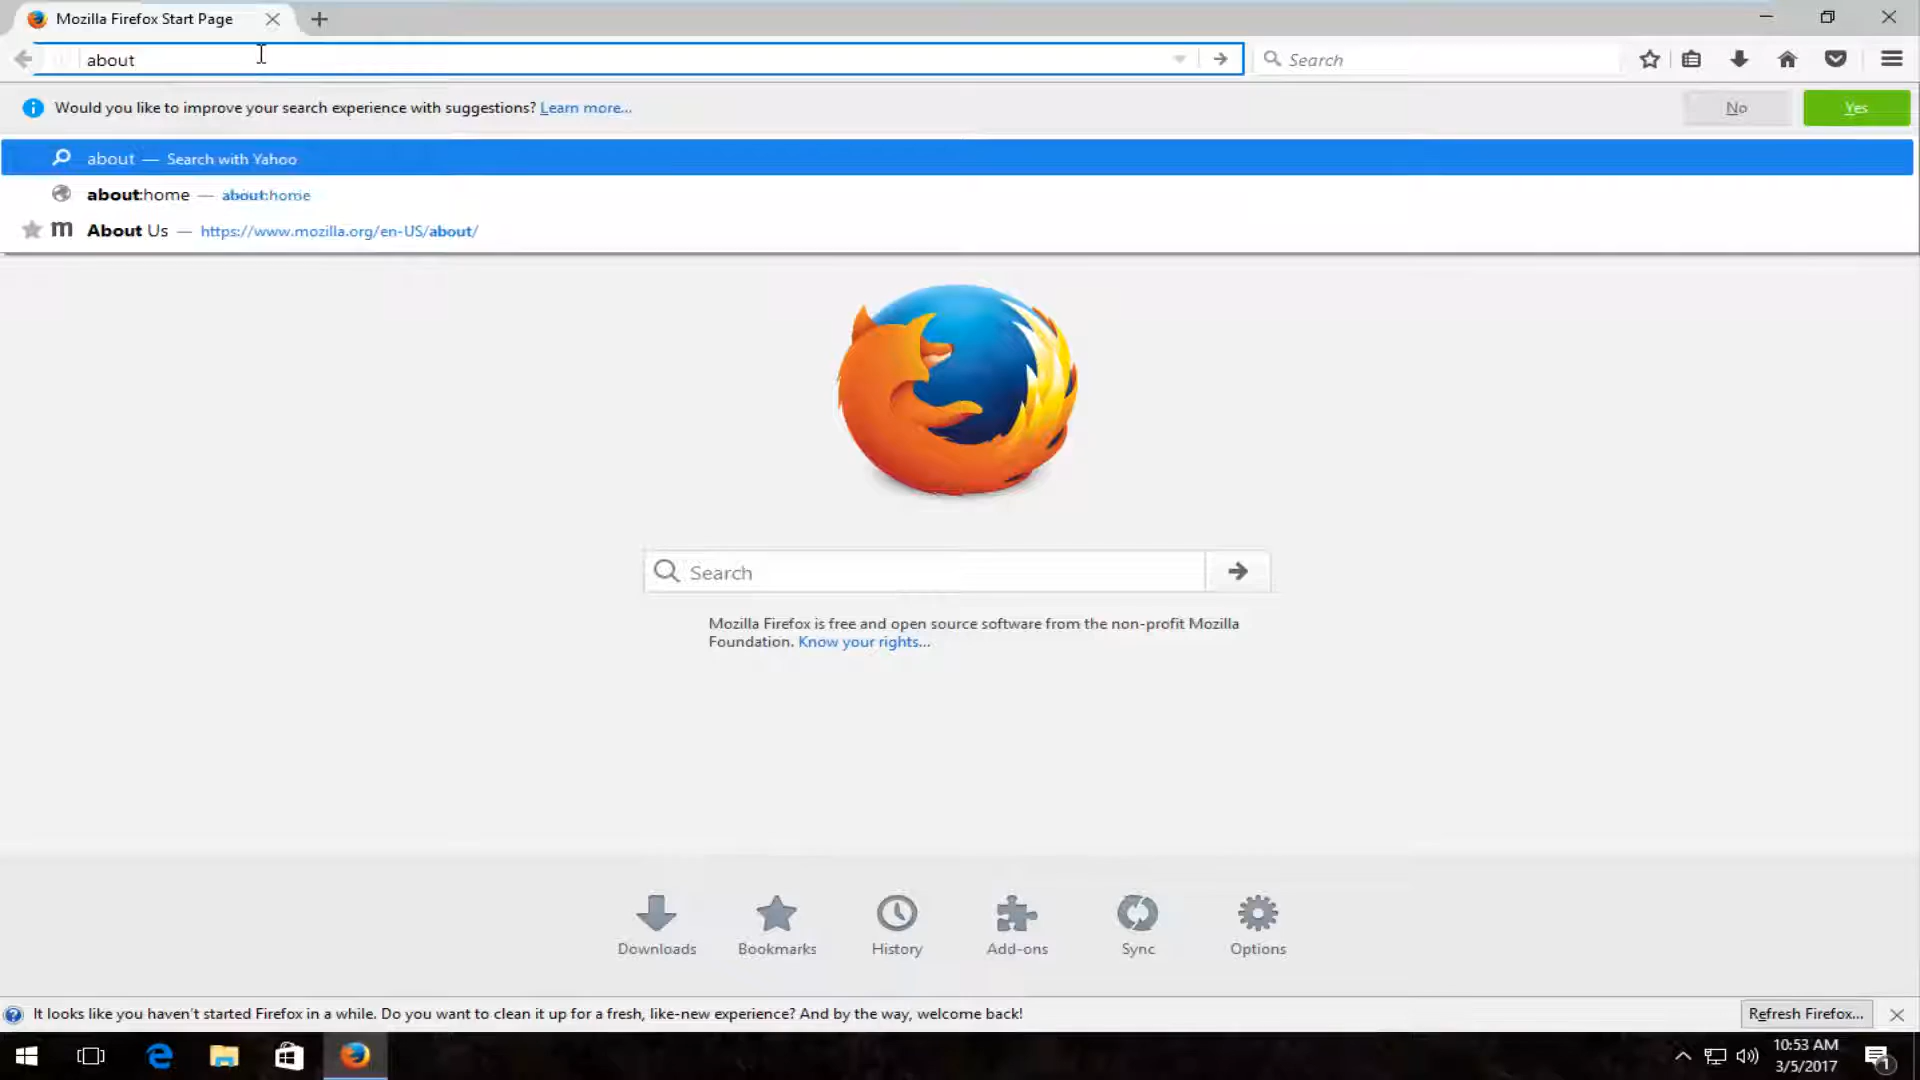 Mozilla Firefox Start Page
about
Search
Would you like to improve your search experience with suggestions? Learn more...
No
Yes
about — Search with Yahoo
about:home — about:home
m About Us — https://www.mozilla.org/en-US/about/
Search
Mozilla Firefox is free and open source software from the non-profit Mozilla
Foundation. Know your rights...
Downloads
Bookmarks
History
Add-ons
Sync
Options
It looks like you haven't started Firefox in a while. Do you want to clean it up for a fresh, like-new experience? And by the way, welcome back!
Refresh Firefox...
10:53 AM
3/5/2017
1